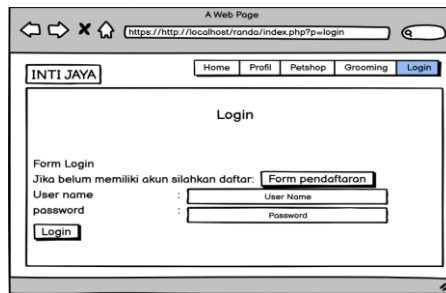 A Web Page
https://http://localhost/randa/index.php?p=login
INTI JAYA
Home Profil Petshop Grooming Login
Login
Form Login
Jika belum memiliki akun silahkan daftar: Form pendaftaran
User name : User Name
password : Password
Login